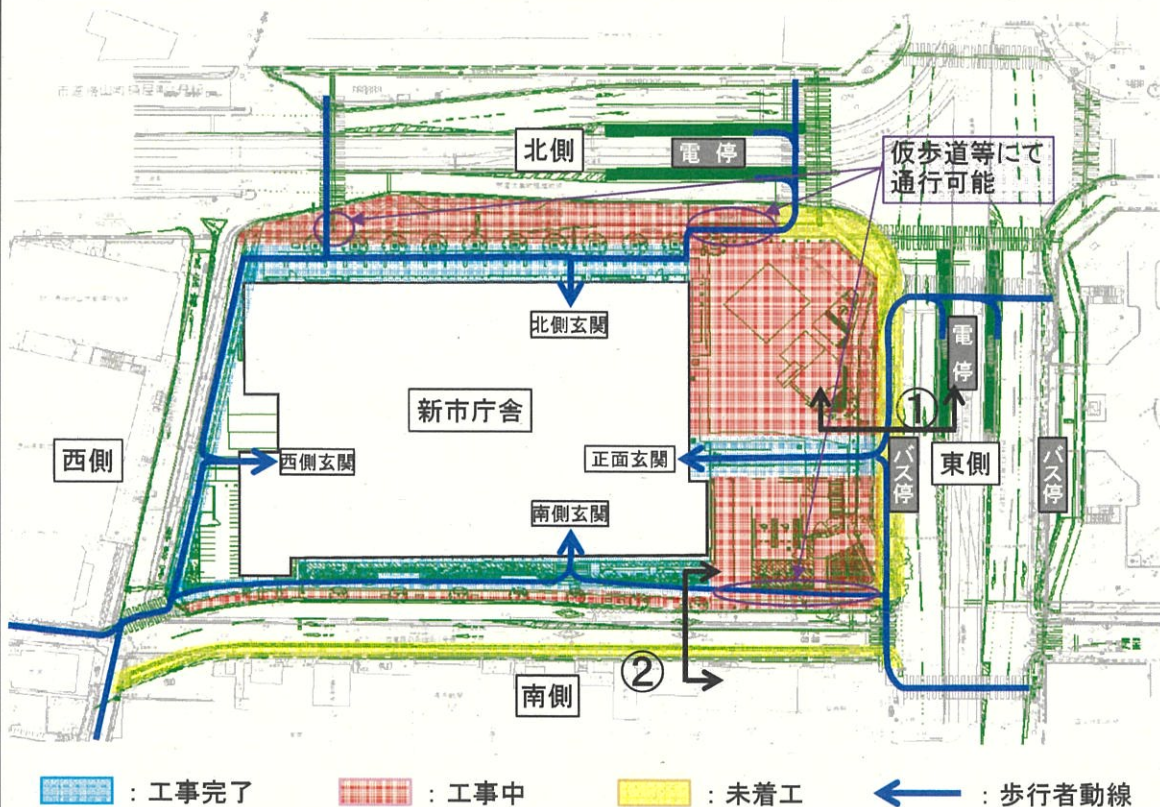 北側
電停
仮歩道等にて
通行可能
北側玄関
電停
新市庁舎
①
西側
西側玄関
正面玄関
バス停
東側
バス停
南側玄関
②
南側
：工事完了
：工事中
：未着工
：歩行者動線